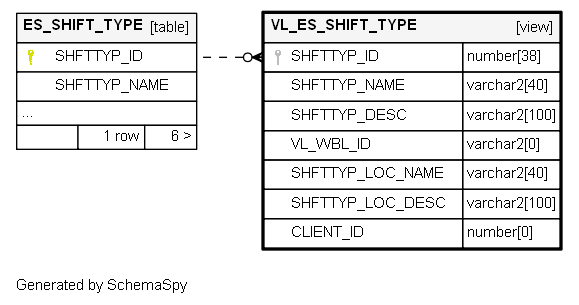 ES_SHIFT_TYPE [table]
SHFTTYP_ID
SHFTTYP_NAME
...
1 row 6 >
VL_ES_SHIFT_TYPE [view]
SHFTTYP_ID number[38]
SHFTTYP_NAME varchar2[40]
SHFTTYP_DESC varchar2[100]
VL_WBL_ID varchar2[0]
SHFTTYP_LOC_NAME varchar2[40]
SHFTTYP_LOC_DESC varchar2[100]
CLIENT_ID number[0]
Generated by SchemaSpy